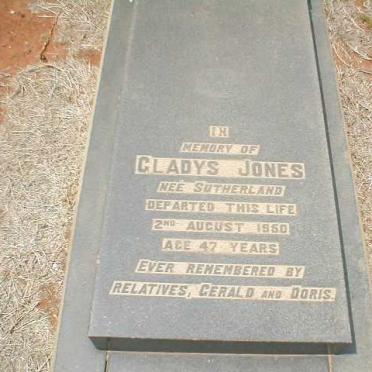 IN
MEMORY OF
GLADYS JONES
NEÉ SUTHERLAND
DEPARTED THIS LIFE
2ND AUGUST 1950
AGE 47 YEARS
EVER REMEMBERED BY
RELATIVES, GERALD AND DORIS.